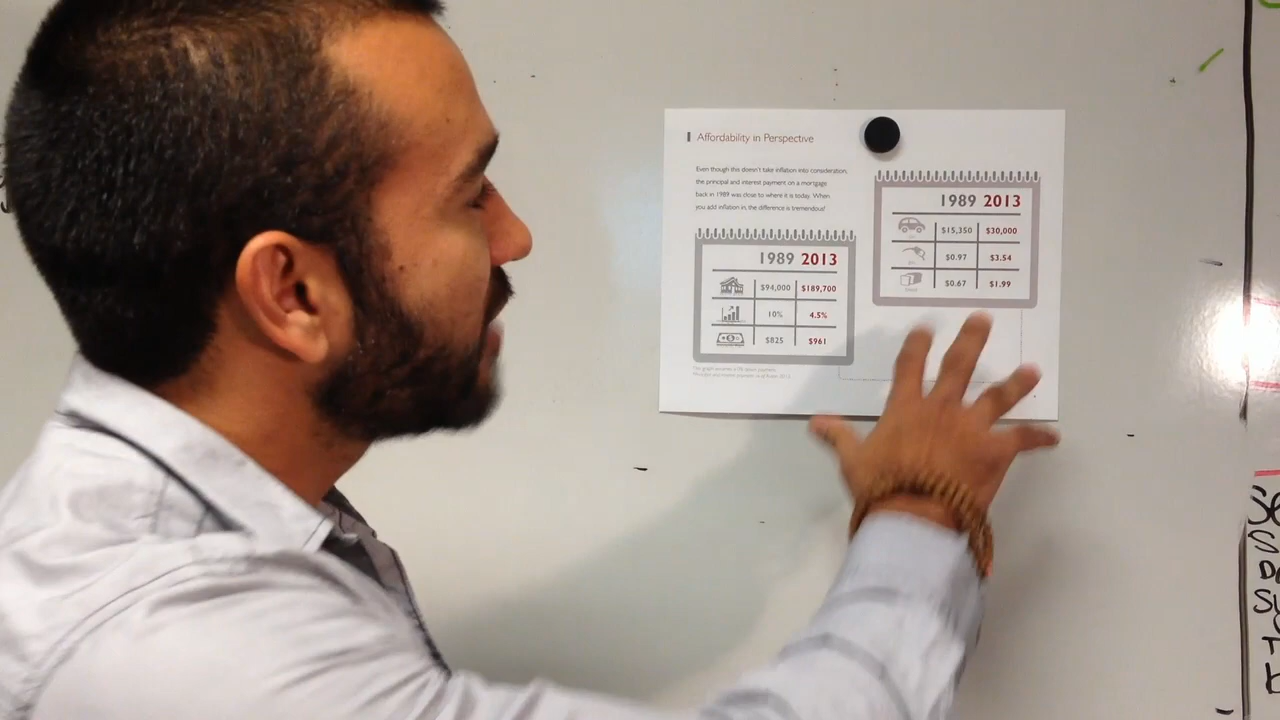 Affordability in Perspective
Even though this doesn't take inflation into consideration,
the principal and interest payment on a mortgage
back in 1989 was close to where it is today. When
you add inflation in, the difference is tremendous!
1989 2013
$94,000 $189,700
10% 4.5%
$825 $961
1989 2013
$15,350 $30,000
$0.97 $3.54
$0.67 $1.99